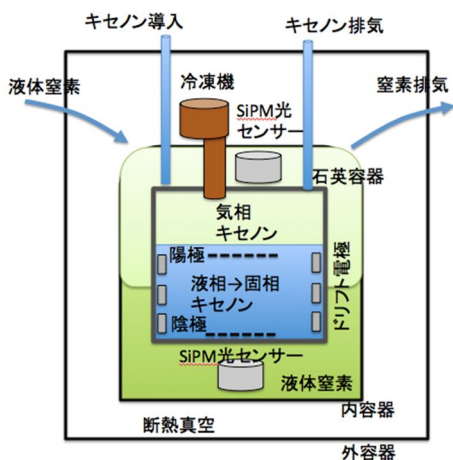 キセノン導入
キセノン排気
液体窒素
冷凍機
窒素排気
SiPM光
センサー
石英容器
気相
キセノン
陽極
液相→固相
キセノン
ドリフト電極
陰極
SiPM光センサー
液体窒素
内容器
断熱真空
外容器